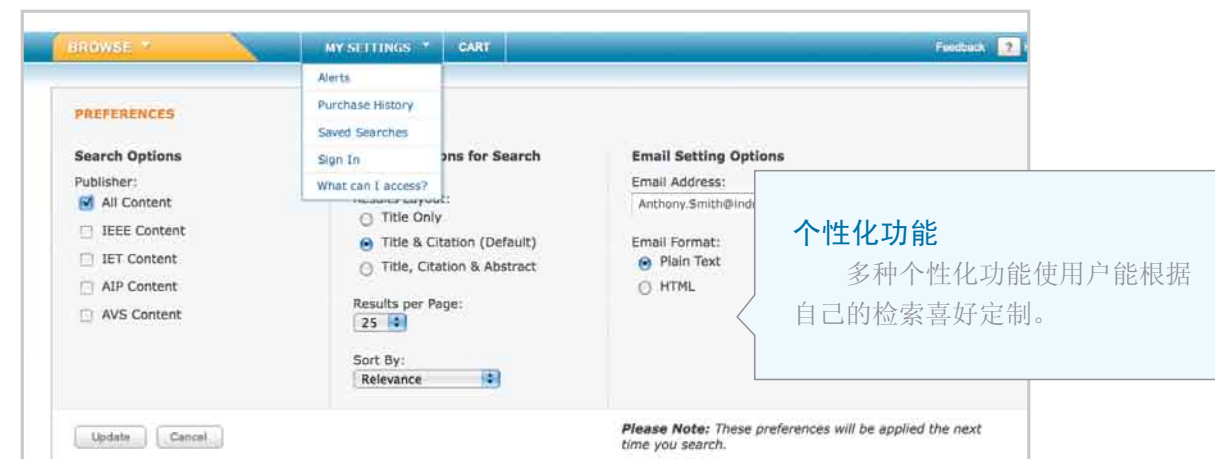 BROWSE
MY SETTINGS
CART
Feedback
?
Alerts
Purchase History
Saved Searches
Sign In
What can I access?
PREFERENCES
Search Options
Publisher:
All Content
IEEE Content
IET Content
AIP Content
AVS Content
for Search
Title Only
Title & Citation (Default)
Title, Citation & Abstract
Results per Page:
25
Sort By:
Relevance
Email Setting Options
Email Address:
Email Format:
Plain Text
HTML
个性化功能
多种个性化功能使用户能根据
自己的检索喜好定制。
Update
Cancel
Please Note: These preferences will be applied the next
time you search.